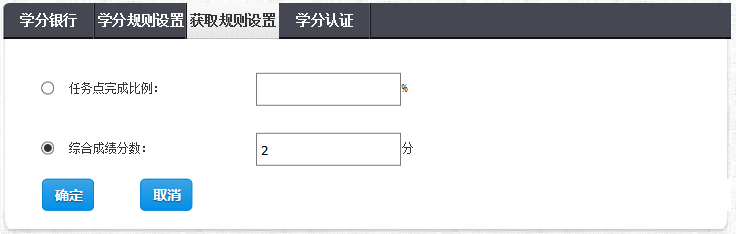 学分银行 学分规则设置 获取规则设置 学分认证
任务点完成比例： %
综合成绩分数： 2 分
确定 取消